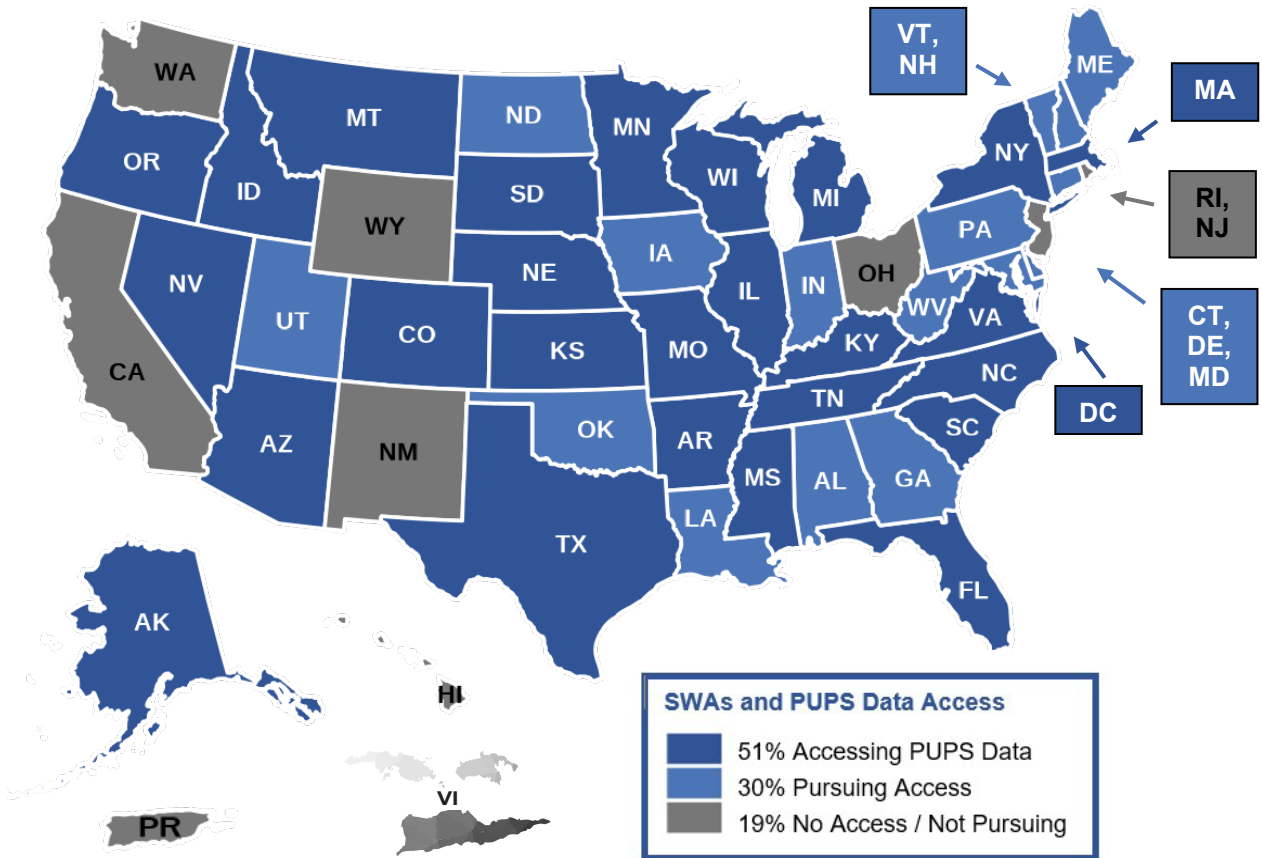 VT,
NH
ME
WA
MA
MT
ND
MN
OR
NY
ID
SD
WI
MI
RI,
NJ
WY
PA
IA
NE
OH
NV
IN
IL
WV
UT
CO
VA
CT,
DE,
MD
KS
MO
KY
CA
NC
TN
DC
OK
SC
AZ
NM
AR
MS
AL
GA
LA
TX
FL
AK
HI
VI
PR
SWAs and PUPS Data Access
51% Accessing PUPS Data
30% Pursuing Access
19% No Access / Not Pursuing